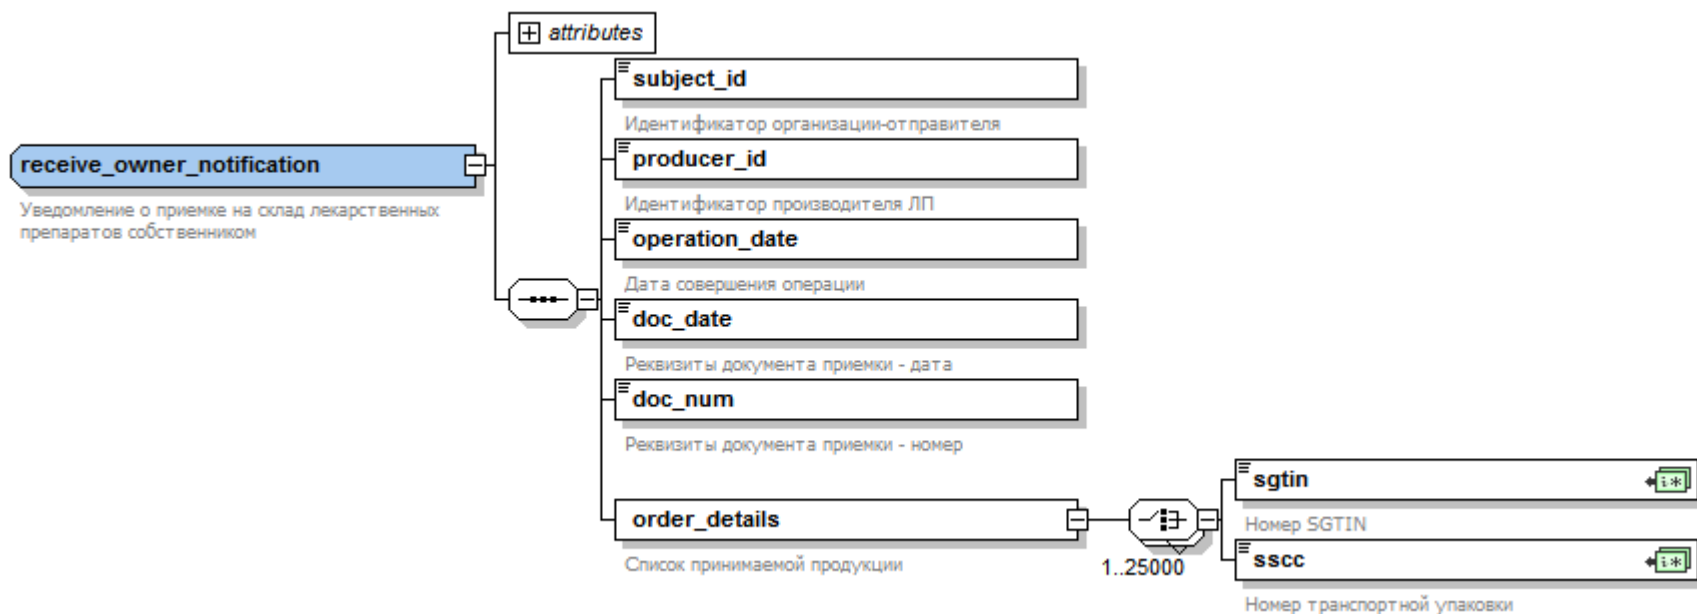 attributes
subject_id
Идентификатор организации-отправителя
receive_owner_notification
Уведомление о приемке на склад лекарственных
препаратов собственником
producer_id
Идентификатор производителя ЛП
operation_date
Дата совершения операции
doc_date
Реквизиты документа приемки - дата
doc_num
Реквизиты документа приемки - номер
order_details
Список принимаемой продукции
1..25000
sgtin
Номер SGTIN
sscc
Номер транспортной упаковки